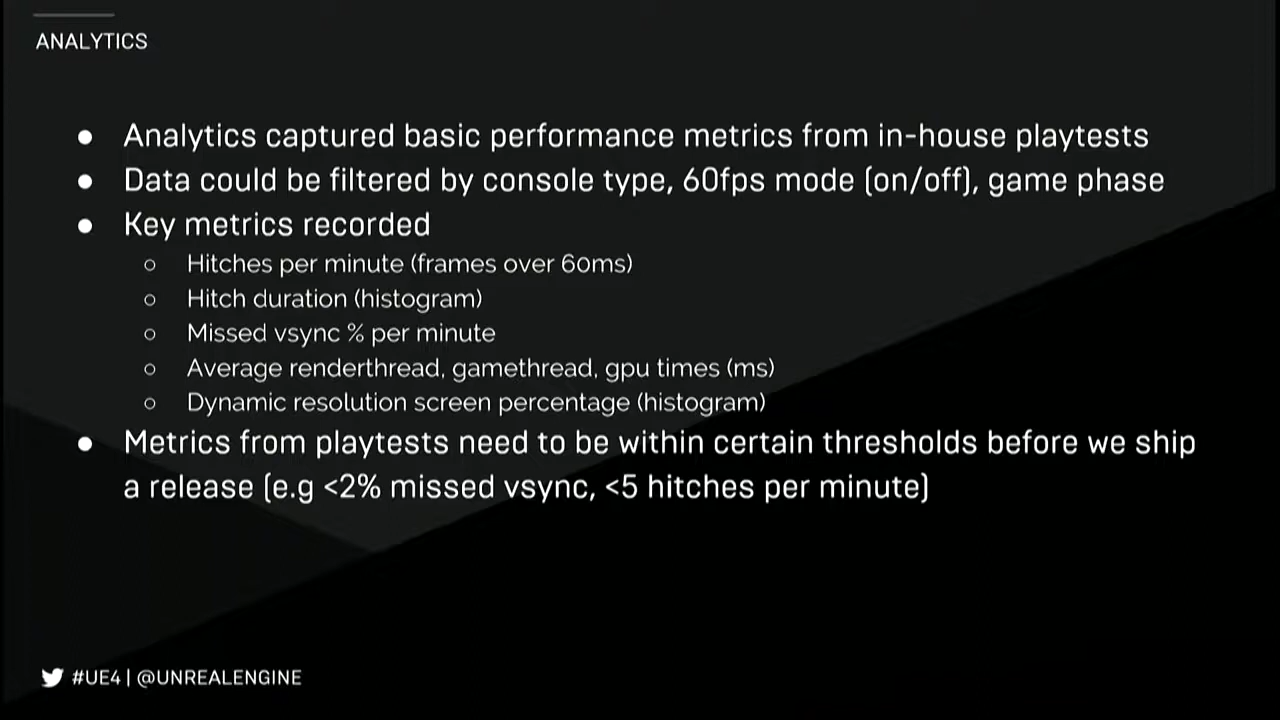 ANALYTICS
● Analytics captured basic performance metrics from in-house playtests
● Data could be filtered by console type, 60fps mode (on/off), game phase
● Key metrics recorded
○ Hitches per minute (frames over 60ms)
○ Hitch duration (histogram)
○ Missed vsync % per minute
○ Average renderthread, gamethread, gpu times (ms)
○ Dynamic resolution screen percentage (histogram)
● Metrics from playtests need to be within certain thresholds before we ship
a release (e.g <2% missed vsync, <5 hitches per minute)
#UE4 | @UNREALENGINE